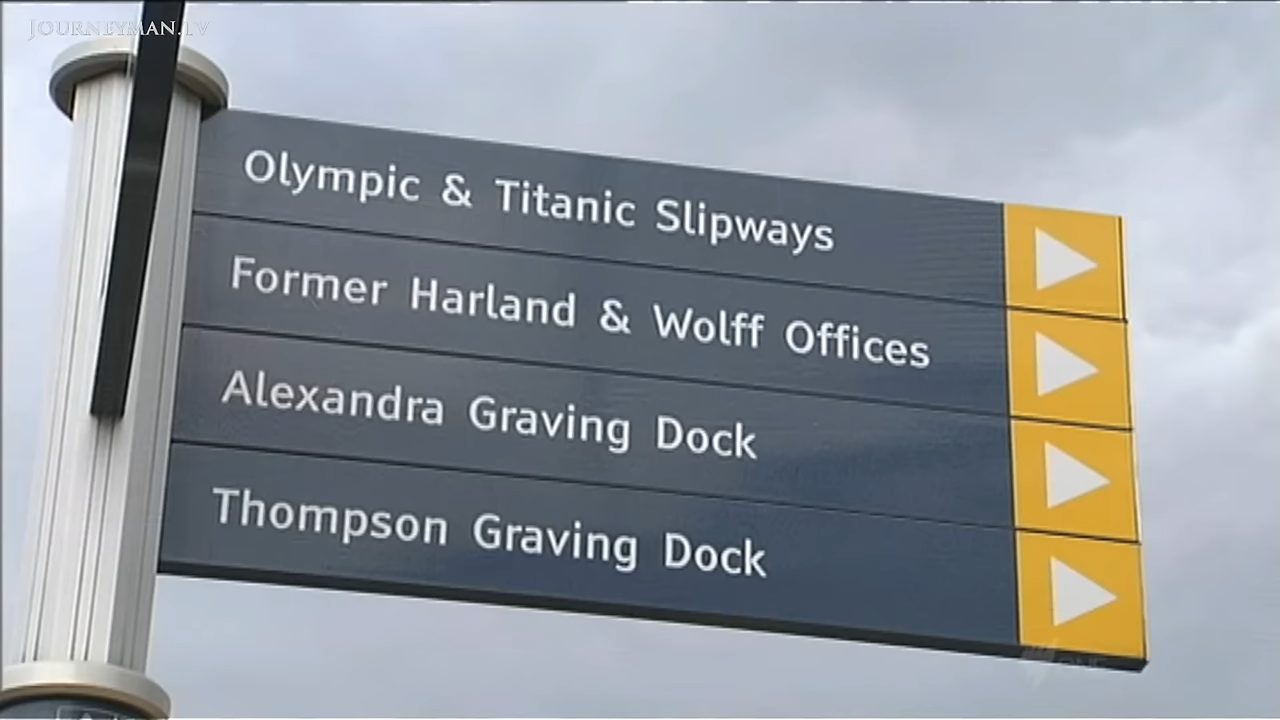 JOURNEYMAN.TV
Olympic & Titanic Slipways
Former Harland & Wolff Offices
Alexandra Graving Dock
Thompson Graving Dock